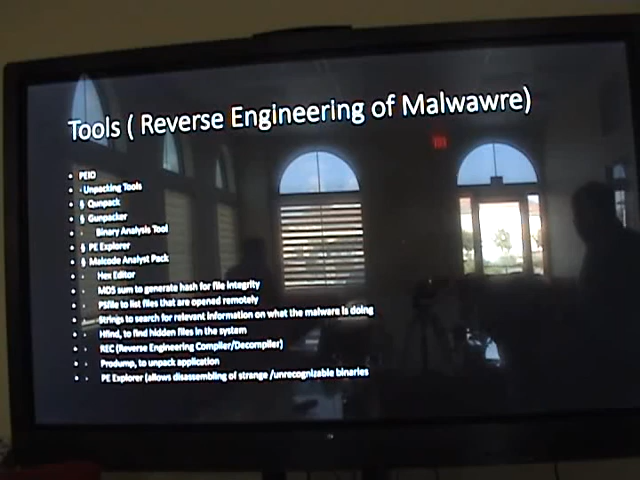 Tools ( Reverse Engineering of Malwawre)
• PEID
• · Unpacking Tools
• § Qunpack
• § Gunpacker
• · Binary Analysis Tool
• § PE Explorer
• § Malcode Analyst Pack
• · Hex Editor
• · MD5 sum to generate hash for file integrity
• · PSfile to list files that are opened remotely
• · Strings to search for relevant information on what the malware is doing
• · Hfind, to find hidden files in the system
• · REC (Reverse Engineering Compiler/Decompiler)
• · Prodump, to unpack application
• · PE Explorer (allows disassembling of strange /unrecognizable binaries